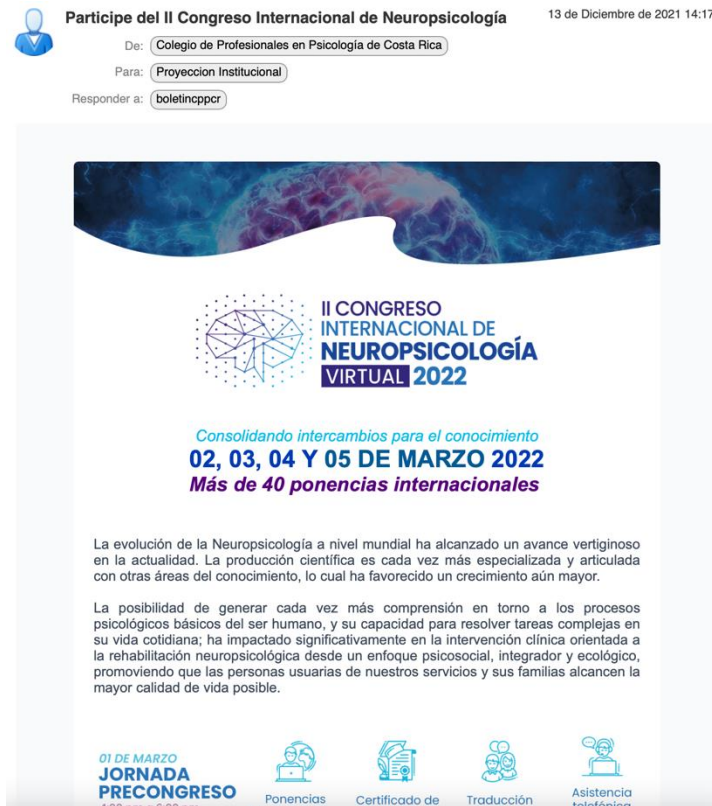 Participe del II Congreso Internacional de Neuropsicología
13 de Diciembre de 2021 14:17
De: Colegio de Profesionales en Psicología de Costa Rica
Para: Proyeccion Institucional
Responder a: boletincppcr
II CONGRESO
INTERNACIONAL DE
NEUROPSICOLOGÍA
VIRTUAL 2022
Consolidando intercambios para el conocimiento
02, 03, 04 Y 05 DE MARZO 2022
Más de 40 ponencias internacionales
La evolución de la Neuropsicología a nivel mundial ha alcanzado un avance vertiginoso
en la actualidad. La producción científica es cada vez más especializada y articulada
con otras áreas del conocimiento, lo cual ha favorecido un crecimiento aún mayor.
La posibilidad de generar cada vez más comprensión en torno a los procesos
psicológicos básicos del ser humano, y su capacidad para resolver tareas complejas en
su vida cotidiana; ha impactado significativamente en la intervención clínica orientada a
la rehabilitación neuropsicológica desde un enfoque psicosocial, integrador y ecológico,
promoviendo que las personas usuarias de nuestros servicios y sus familias alcancen la
mayor calidad de vida posible.
01 DE MARZO
JORNADA
PRECONGRESO
Ponencias
Certificado de
Traducción
Asistencia
telefónica